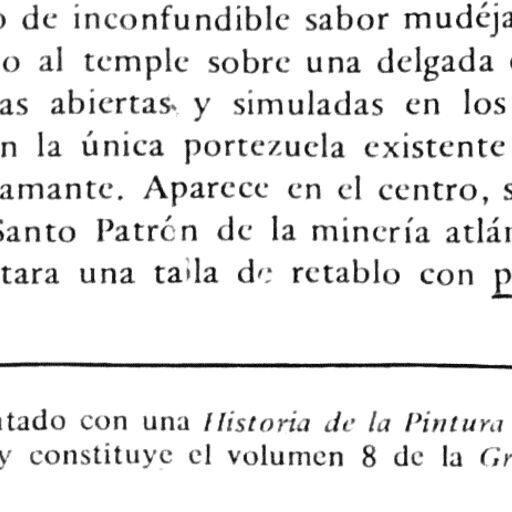 o de inconfundible sabor mudéja
o al temple sobre una delgada
as abiertas y simuladas en los
n la única portezuela existente
amante. Aparece en el centro, s
Santo Patrón de la minería atlán
tara una talla de retablo con p
ntado con una Historia de la Pintura
y constituye el volumen 8 de la Gr